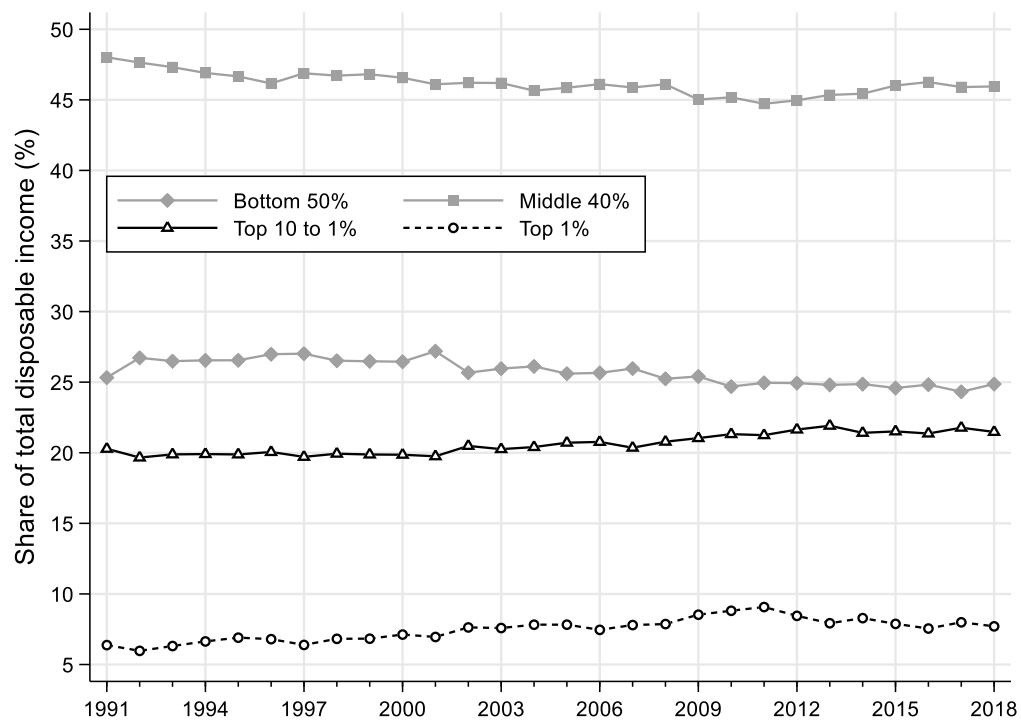 Share of total disposable income (%)
50
45
40
35
30
25
20
15
10
5
Bottom 50% Middle 40%
Top 10 to 1% Top 1%
1991 1994 1997 2000 2003 2006 2009 2012 2015 2018